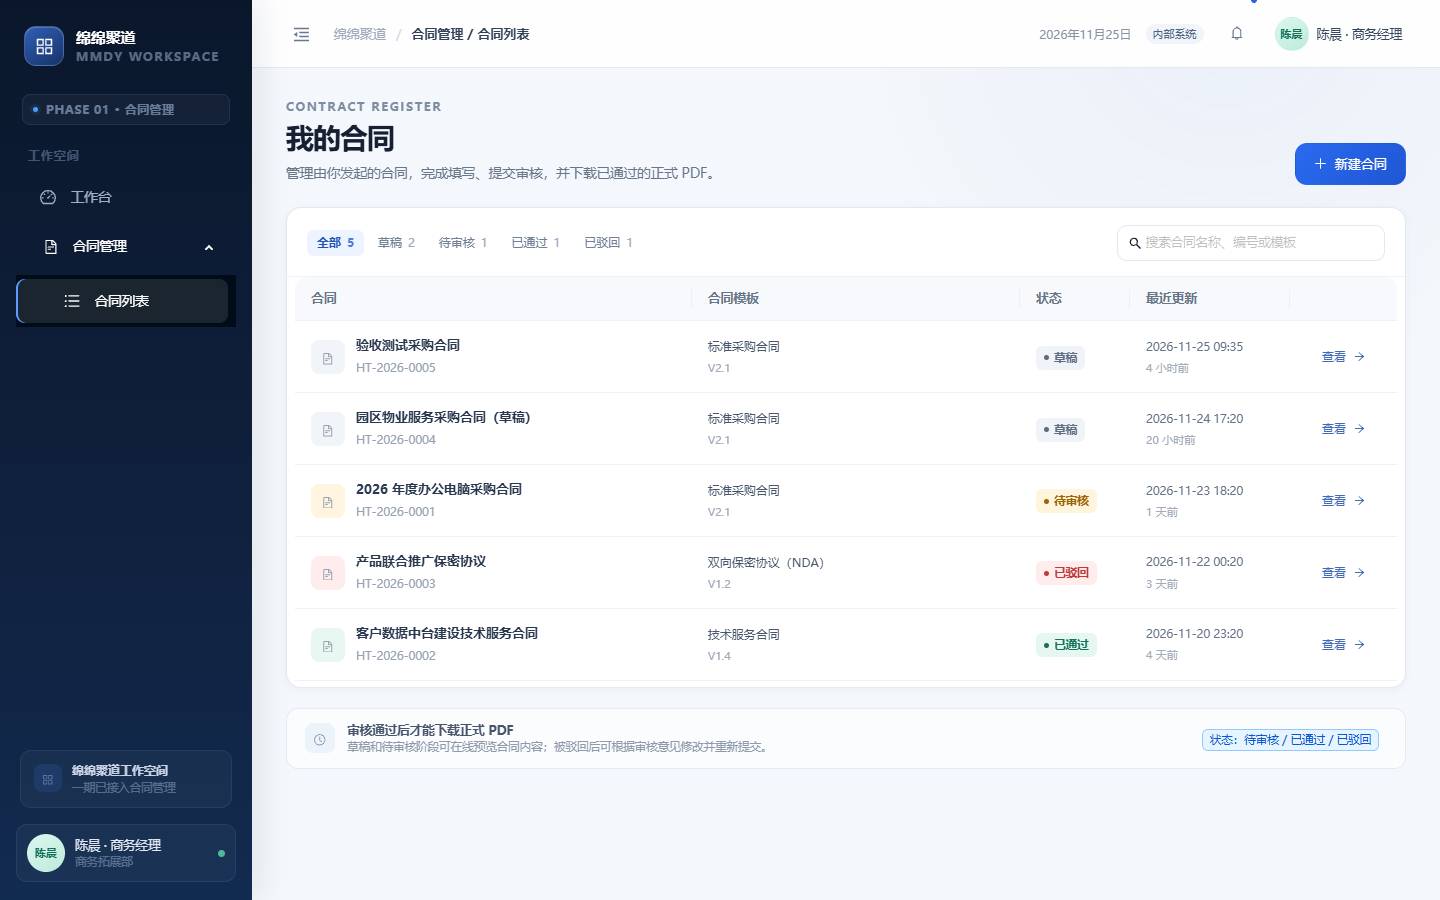 绵绵聚道
MMDY WORKSPACE
PHASE 01 • 合同管理
工作空间
工作台
合同管理
合同列表
绵绵聚道工作空间
一期已接入合同管理
陈晨
陈晨 · 商务经理
商务拓展部
绵绵聚道 / 合同管理 / 合同列表
2026年11月25日
内部系统
陈晨
陈晨 · 商务经理
CONTRACT REGISTER
我的合同
管理由你发起的合同，完成填写、提交审核，并下载已通过的正式 PDF。
新建合同
全部 5 草稿 2 待审核 1 已通过 1 已驳回 1
搜索合同名称、编号或模板
合同 合同模板 状态 最近更新
验收测试采购合同 标准采购合同 草稿 2026-11-25 09:35 查看
HT-2026-0005 V2.1 4 小时前
园区物业服务采购合同（草稿） 标准采购合同 草稿 2026-11-24 17:20 查看
HT-2026-0004 V2.1 20 小时前
2026 年度办公电脑采购合同 标准采购合同 待审核 2026-11-23 18:20 查看
HT-2026-0001 V2.1 1 天前
产品联合推广保密协议 双向保密协议（NDA） 已驳回 2026-11-22 00:20 查看
HT-2026-0003 V1.2 3 天前
客户数据中台建设技术服务合同 技术服务合同 已通过 2026-11-20 23:20 查看
HT-2026-0002 V1.4 4 天前
审核通过后才能下载正式 PDF
草稿和待审核阶段可在线预览合同内容；被驳回后可根据审核意见修改并重新提交。
状态：待审核 / 已通过 / 已驳回